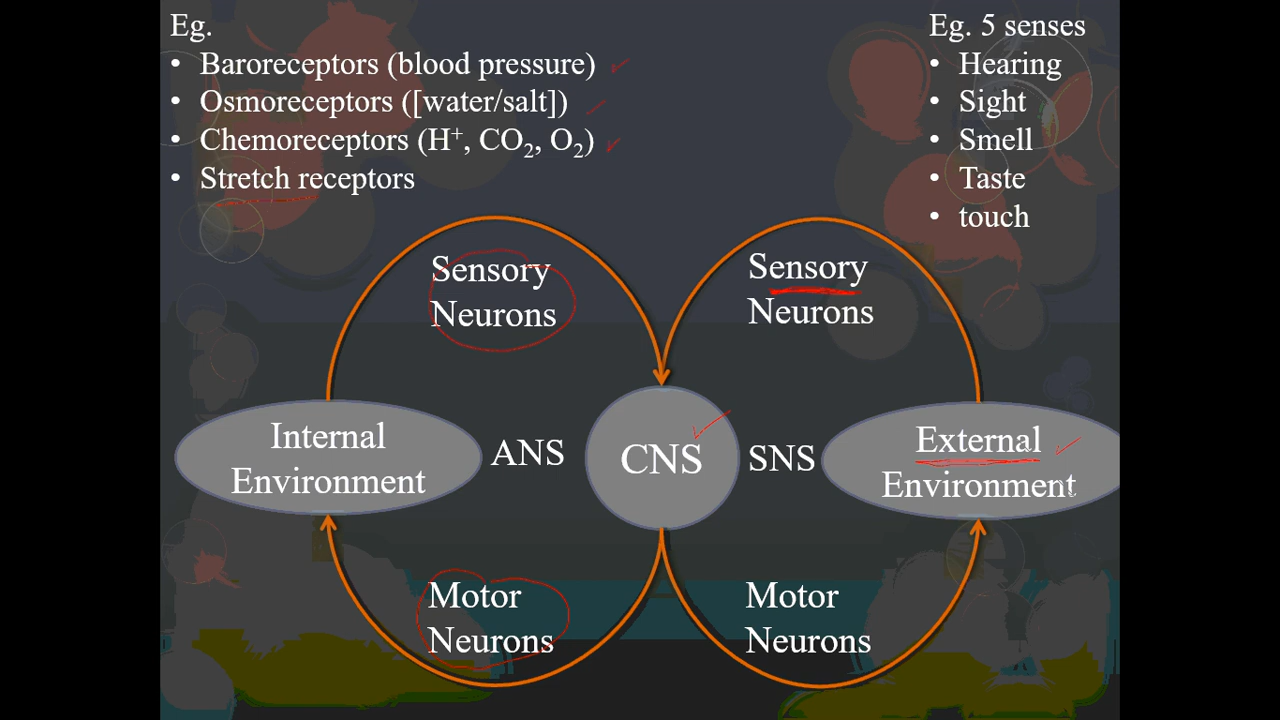 Eg.
• Baroreceptors (blood pressure)
• Osmoreceptors ([water/salt])
• Chemoreceptors (H⁺, CO₂, O₂)
• Stretch receptors
Eg. 5 senses
• Hearing
• Sight
• Smell
• Taste
• touch
Sensory
Neurons
Sensory
Neurons
Internal
Environment
ANS
CNS
SNS
External
Environment
Motor
Neurons
Motor
Neurons